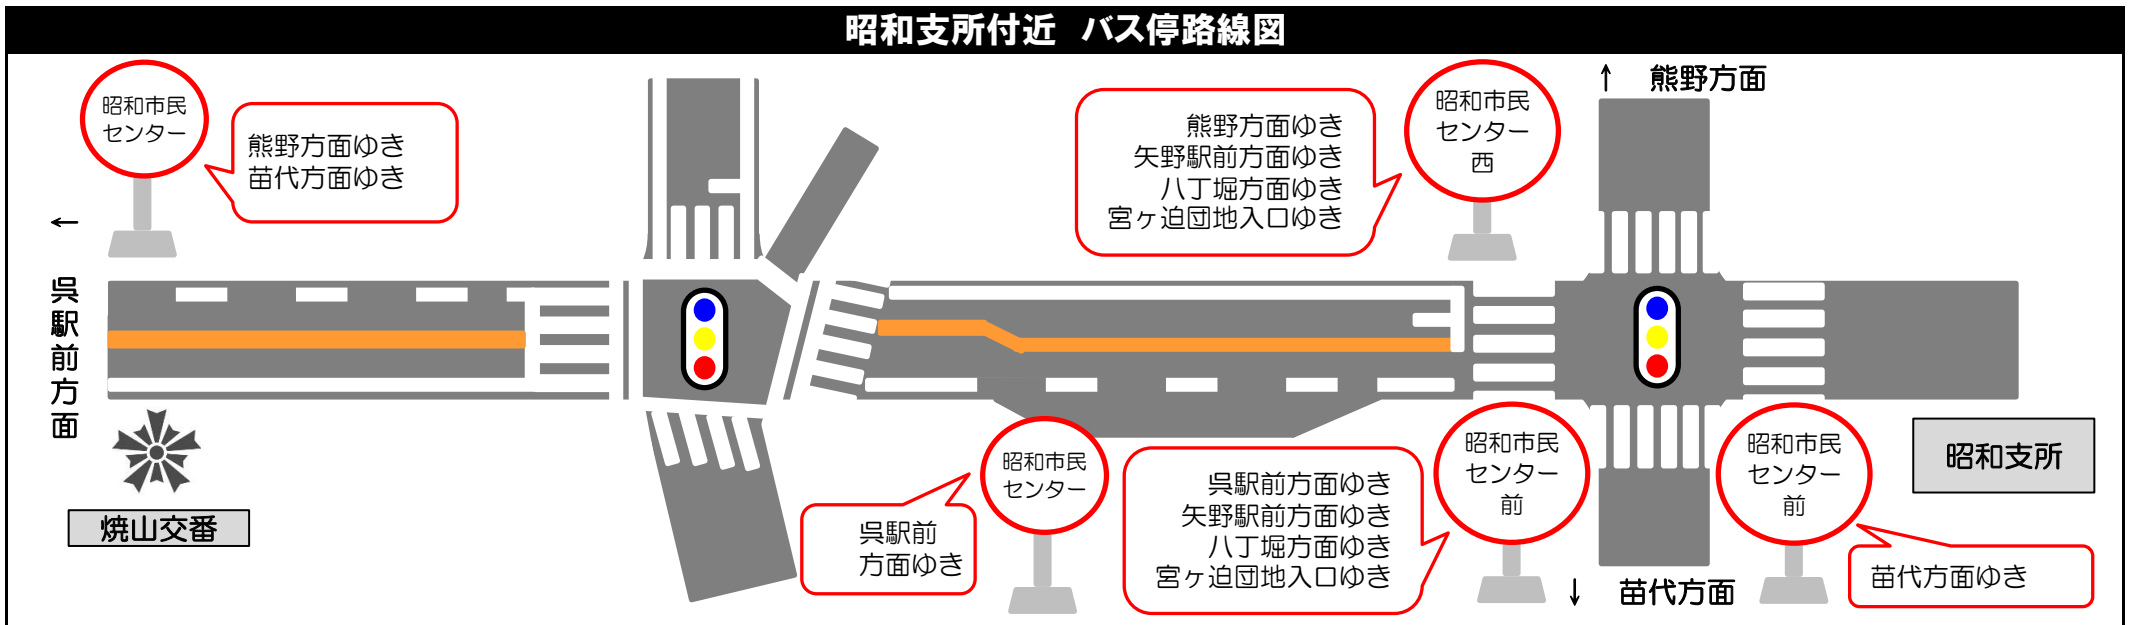 昭和支所付近 バス停路線図
昭和市民
センター
熊野方面ゆき
苗代方面ゆき
熊野方面ゆき
矢野駅前方面ゆき
八丁堀方面ゆき
宮ヶ迫団地入口ゆき
昭和市民
センター
西
↑ 熊野方面
←
呉駅前方面
焼山交番
呉駅前
方面ゆき
昭和市民
センター
呉駅前方面ゆき
矢野駅前方面ゆき
八丁堀方面ゆき
宮ヶ迫団地入口ゆき
昭和市民
センター
前
↓ 苗代方面
昭和市民
センター
前
苗代方面ゆき
昭和支所